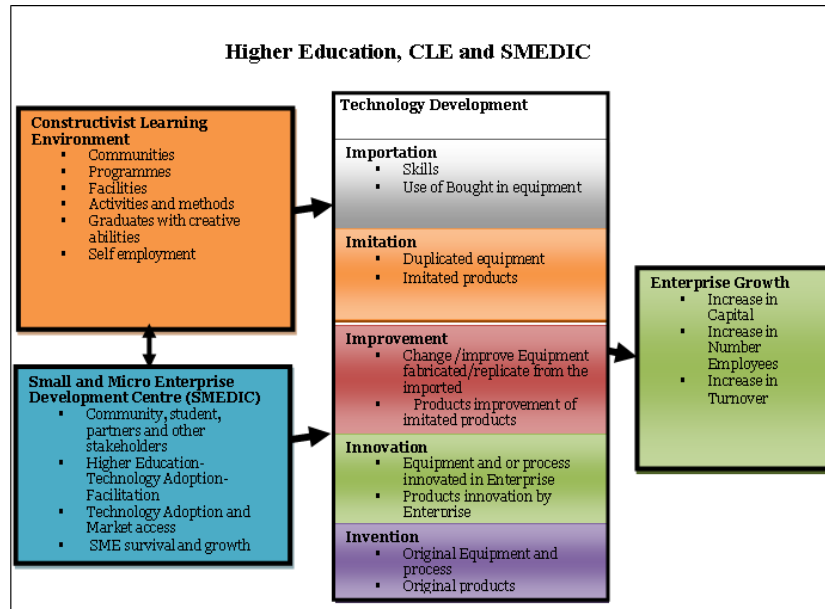 Higher Education, CLE and SMEDIC
Constructivist Learning
Environment
▪ Communities
▪ Programmes
▪ Facilities
▪ Activities and methods
▪ Graduates with creative
abilities
▪ Self employment
Small and Micro Enterprise
Development Centre (SMEDIC)
▪ Community, student,
partners and other
stakeholders
▪ Higher Education-
Technology Adoption-
Facilitation
▪ Technology Adoption and
Market access
▪ SME survival and growth
Technology Development
Importation
▪ Skills
▪ Use of Bought in equipment
Imitation
▪ Duplicated equipment
▪ Imitated products
Improvement
▪ Change /improve Equipment
fabricated/replicate from the
imported
▪ Products improvement of
imitated products
Innovation
▪ Equipment and or process
innovated in Enterprise
▪ Products innovation by
Enterprise
Invention
▪ Original Equipment and
process
▪ Original products
Enterprise Growth
▪ Increase in
Capital
▪ Increase in
Number
Employees
▪ Increase in
Turnover